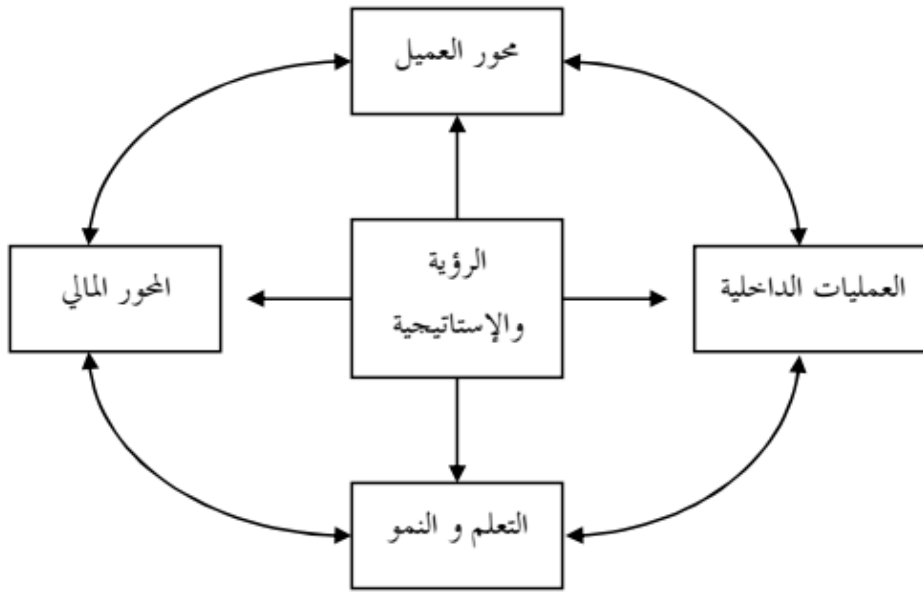 محور العميل
العمليات الداخلية
الرؤية
والإستاتيجية
المحور المالي
التعلم و النمو